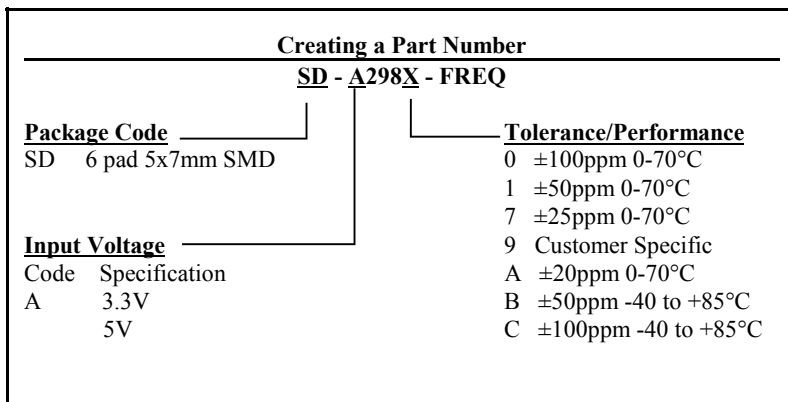 Creating a Part Number
SD - A298X - FREQ
Package Code
SD 6 pad 5x7mm SMD
Input Voltage
Code Specification
A 3.3V
5V
Tolerance/Performance
0 ±100ppm 0-70°C
1 ±50ppm 0-70°C
7 ±25ppm 0-70°C
9 Customer Specific
A ±20ppm 0-70°C
B ±50ppm -40 to +85°C
C ±100ppm -40 to +85°C